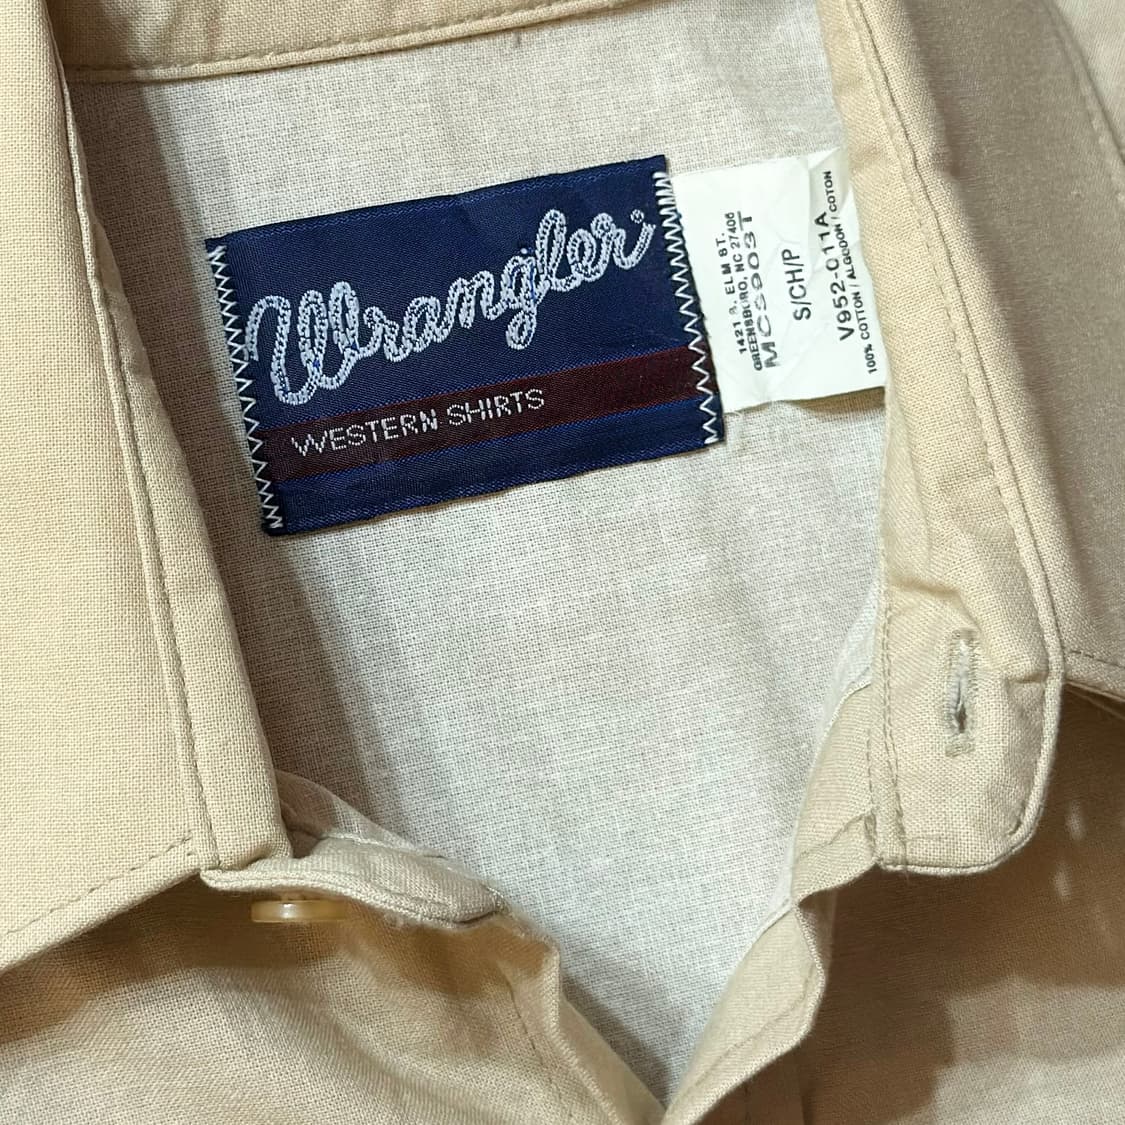 Wrangler®
WESTERN SHIRTS
1421 S. ELM ST.
GREENSBORO, NC 27406
MCS903T
S/CH/P
V952-011A
100% COTTON / ALGODON / COTON